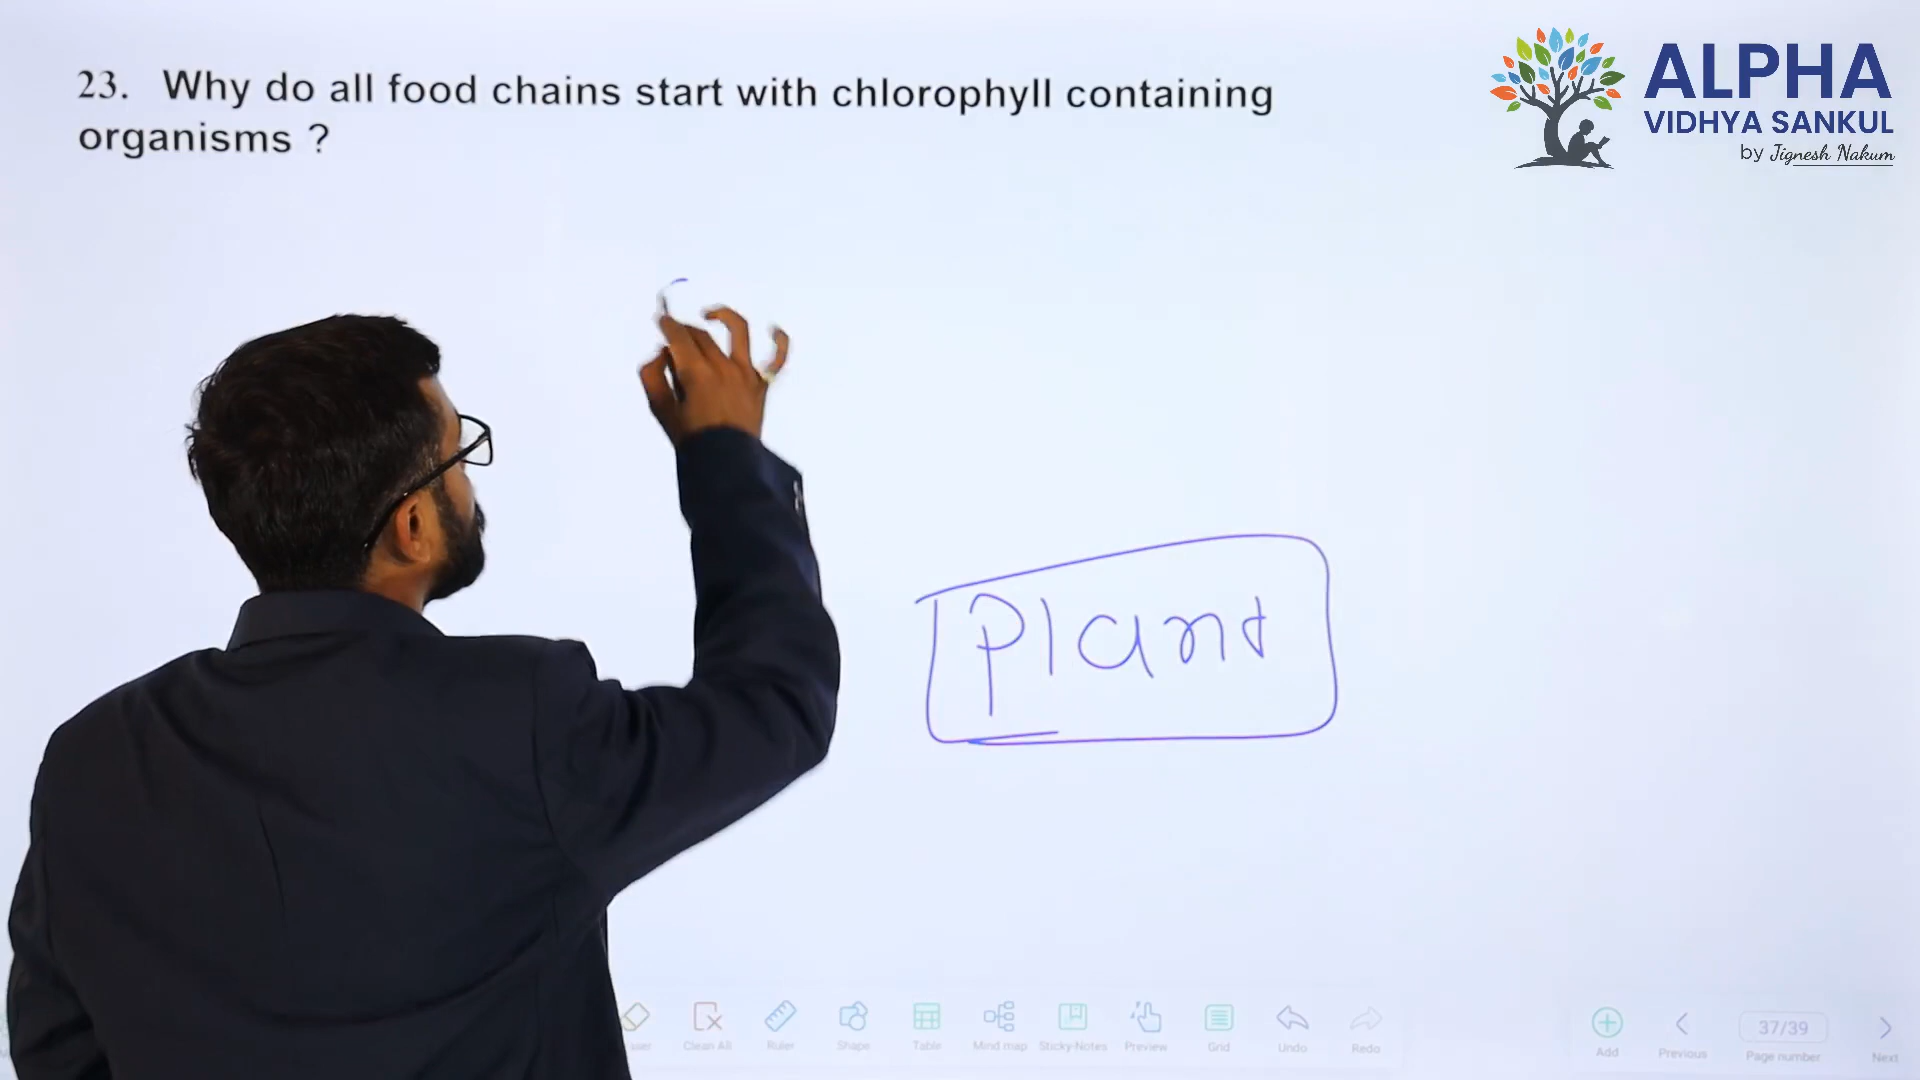 23. Why do all food chains start with chlorophyll containing
organisms ?
ALPHA
VIDHYA SANKUL
by Jignesh Nakum
Plant
Clean All
Ruler
Shape
Table
Mind map
Sticky-Notes
Preview
Grid
Undo
Redo
Add
Previous
37/39
Page number
Next